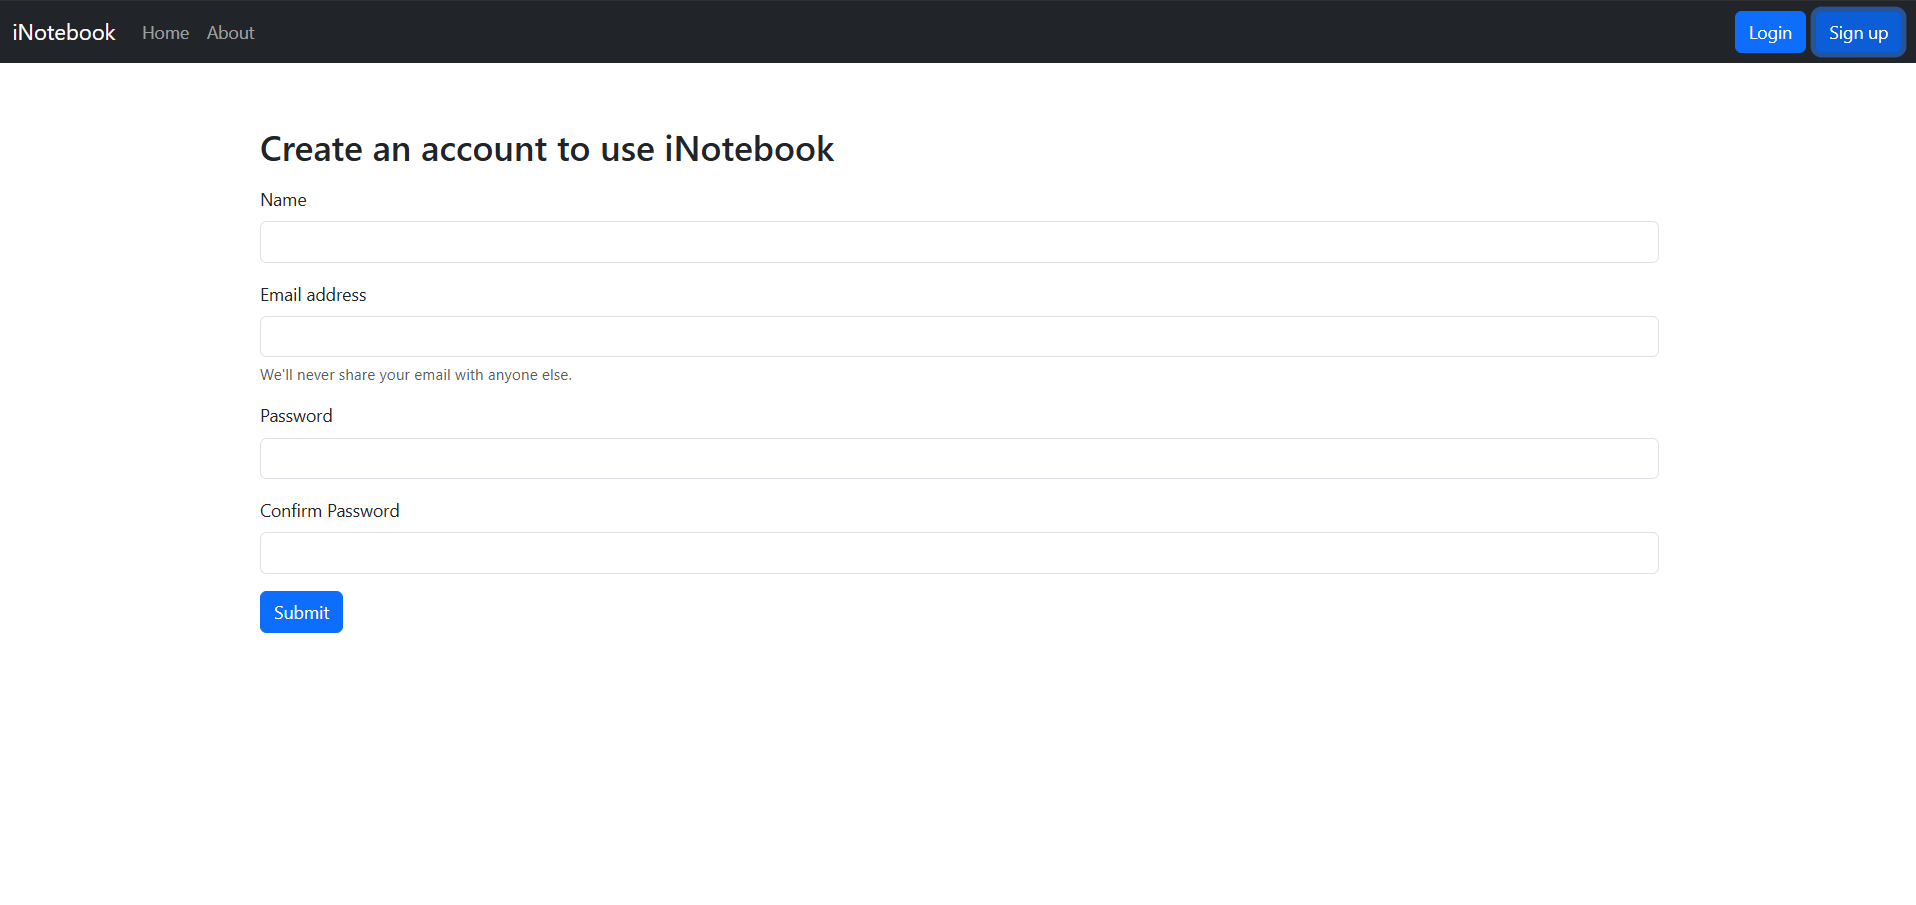 iNotebook Home About Login Sign up
Create an account to use iNotebook
Name
Email address
We'll never share your email with anyone else.
Password
Confirm Password
Submit